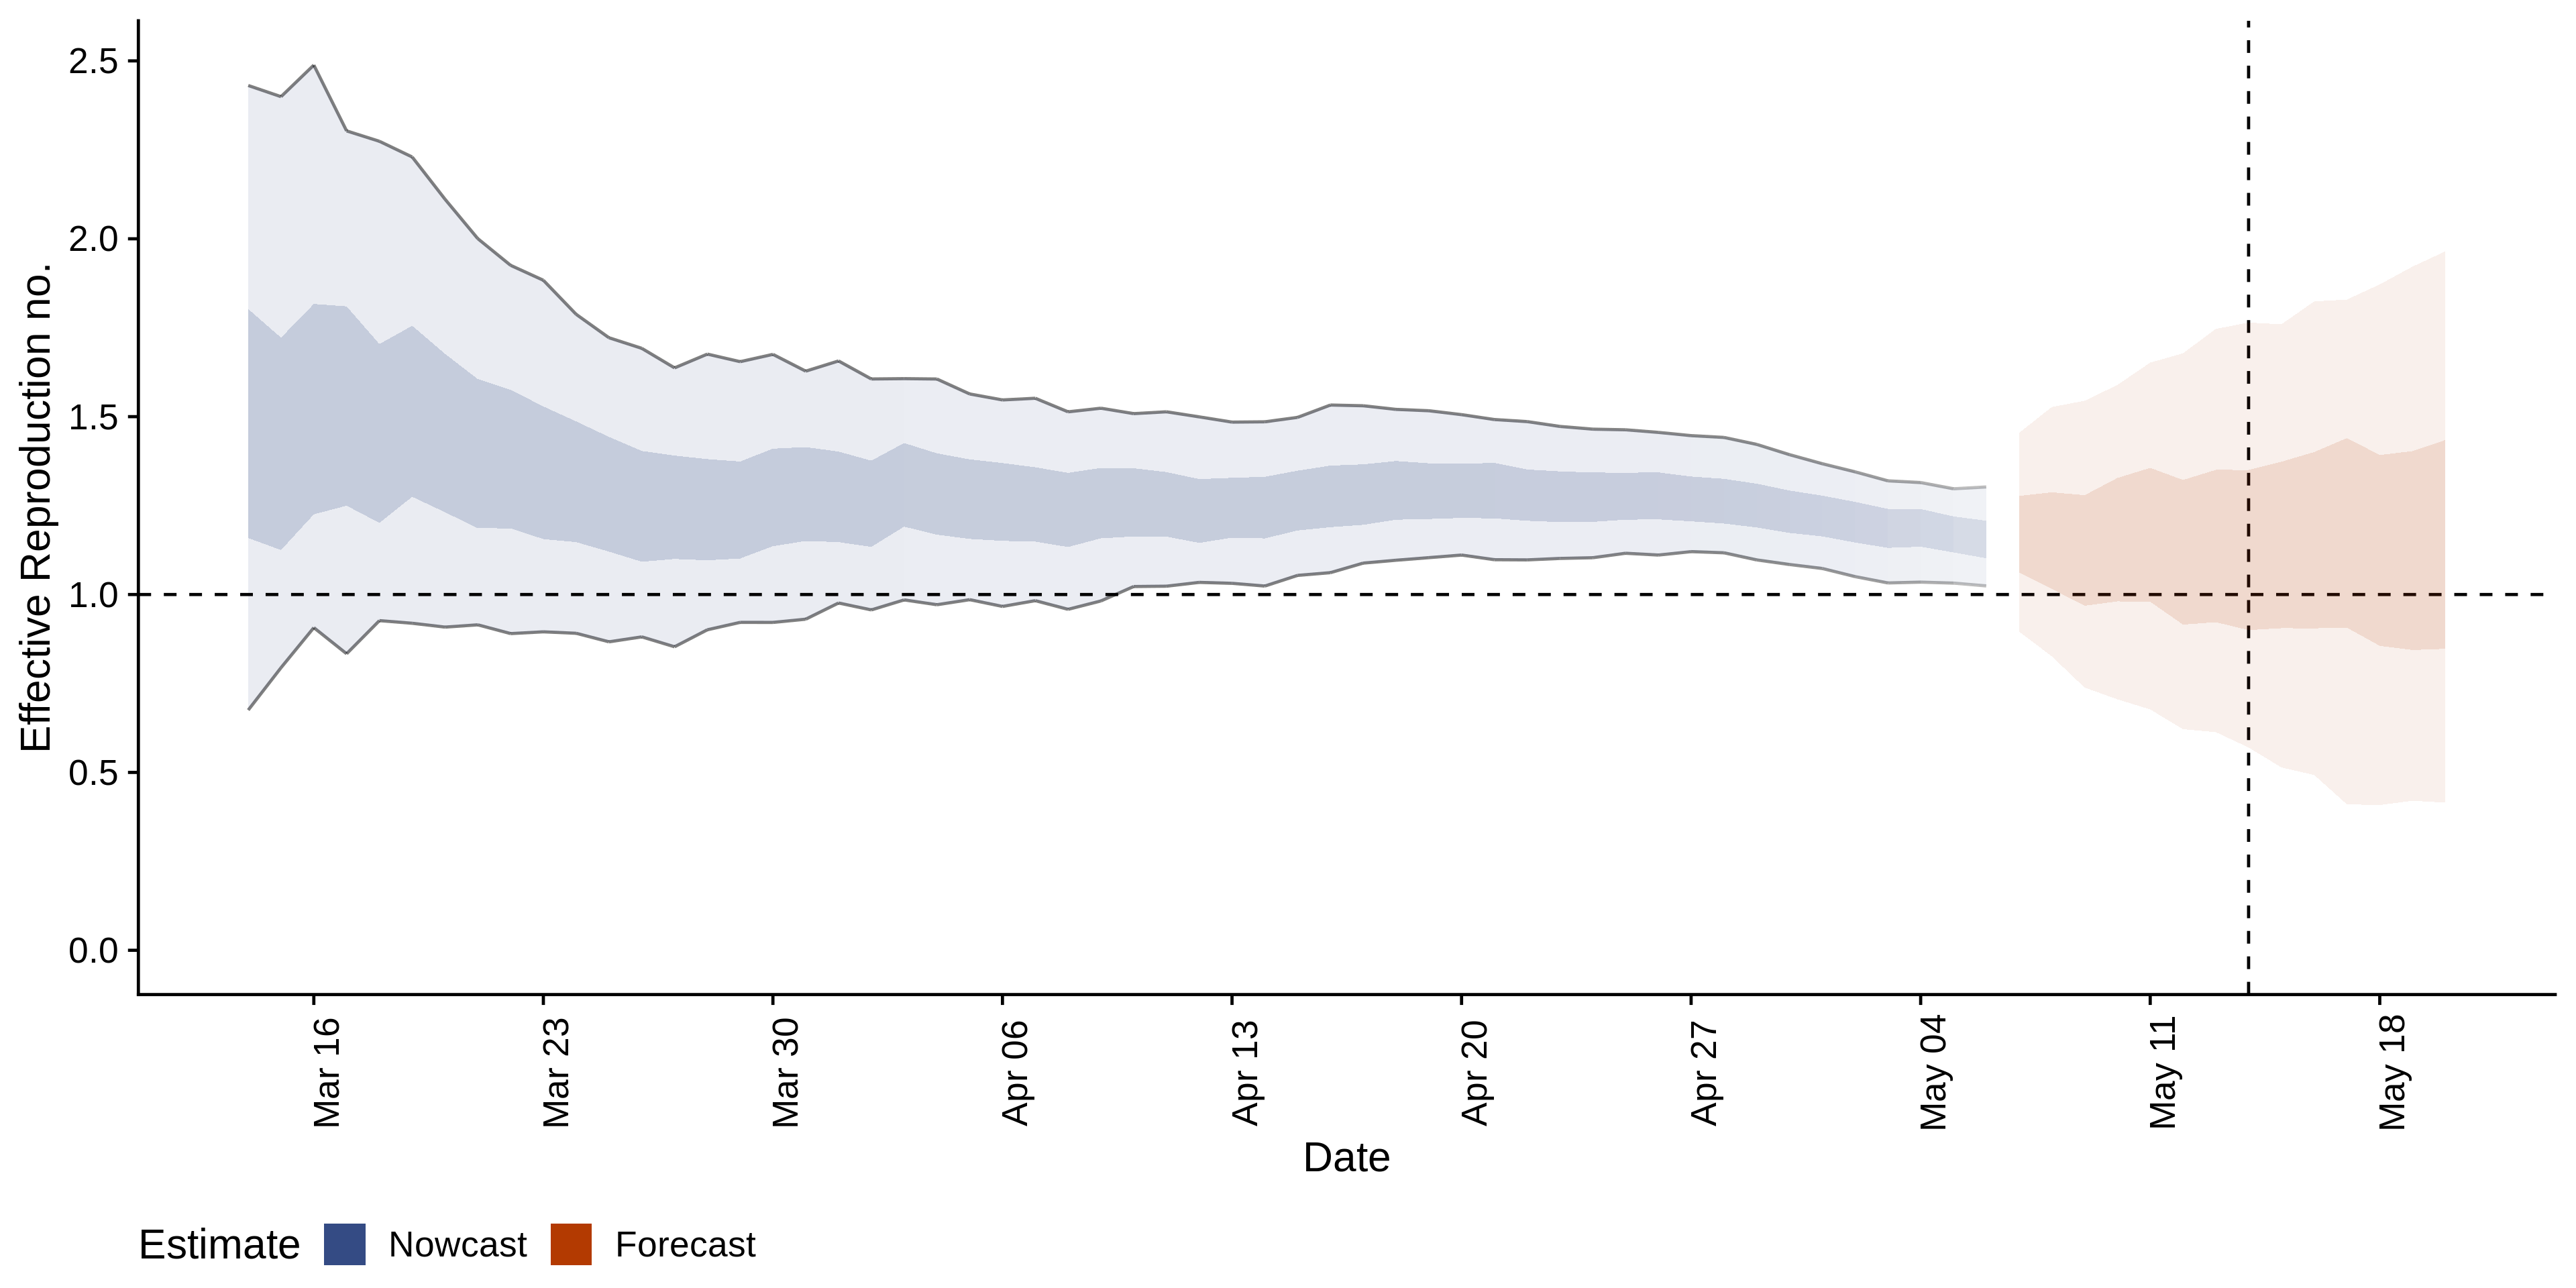 Effective Reproduction no.
2.5
2.0
1.5
1.0
0.5
0.0
Mar 16
Mar 23
Mar 30
Apr 06
Apr 13
Apr 20
Apr 27
May 04
May 11
May 18
Date
Estimate Nowcast Forecast